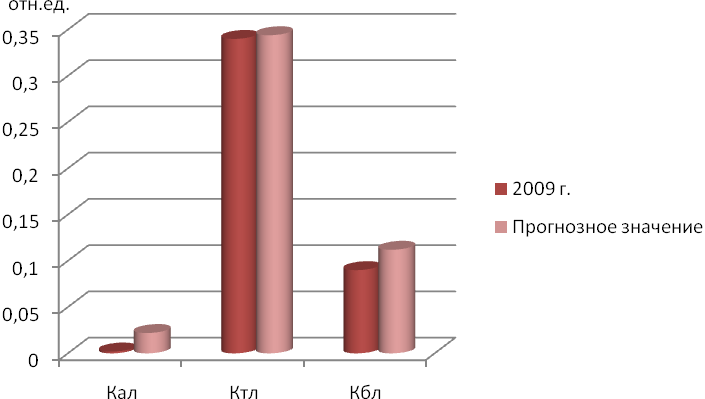 отн.ед.
0,35
0,3
0,25
0,2
0,15
0,1
0,05
0
Кал Ктл Кбл
2009 г.
Прогнозное значение